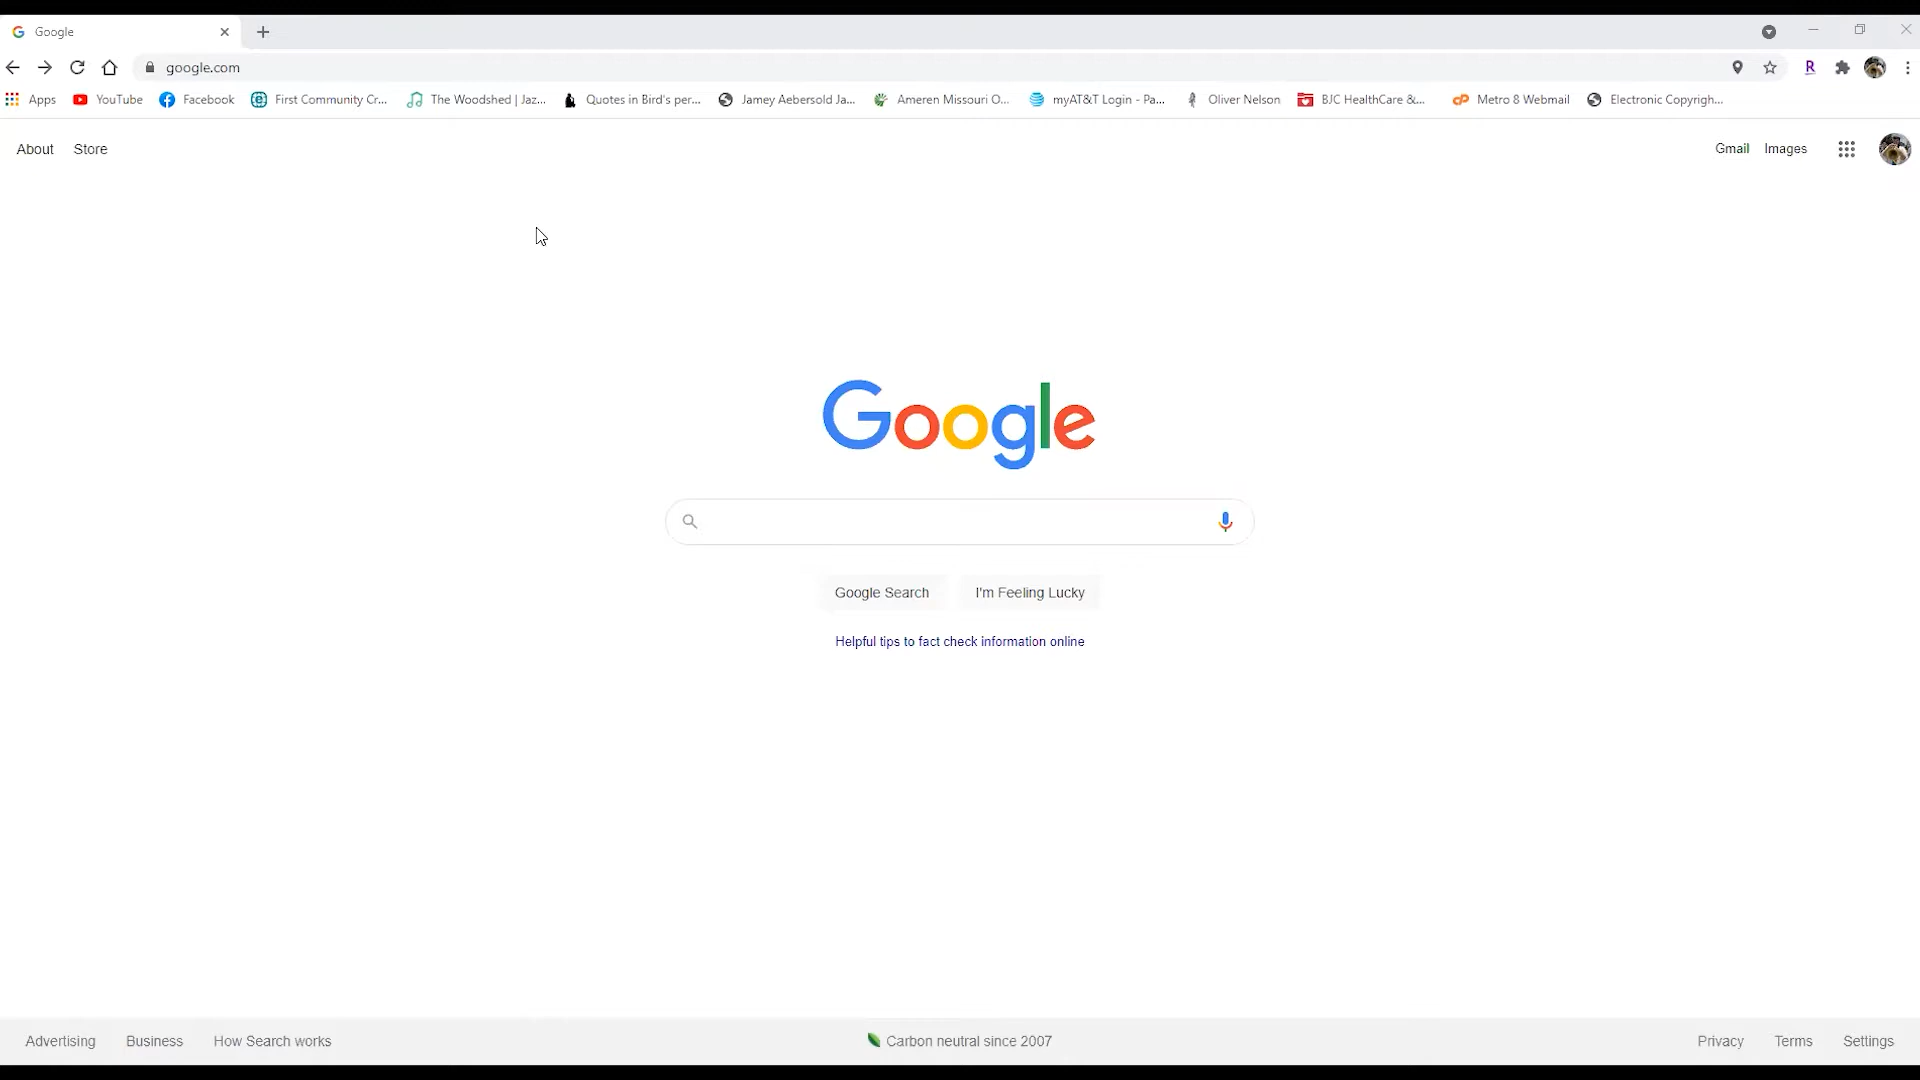 Google
google.com
Apps YouTube Facebook First Community Cr... The Woodshed | Jaz... Quotes in Bird's per... Jamey Aebersold Ja... Ameren Missouri O... myAT&T Login - Pa... Oliver Nelson BJC HealthCare &... Metro 8 Webmail Electronic Copyrigh...
About Store Gmail Images
Google
Google Search I'm Feeling Lucky
Helpful tips to fact check information online
Advertising Business How Search works Carbon neutral since 2007 Privacy Terms Settings